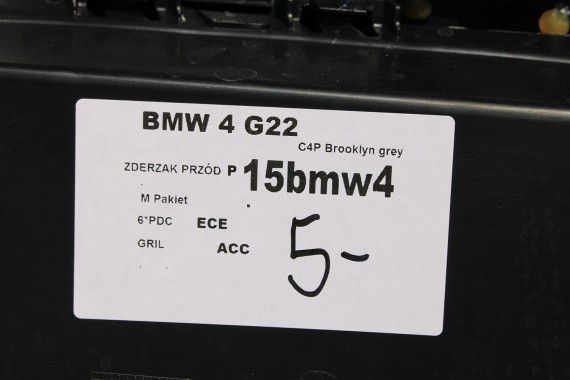 BMW 4 G22
C4P Brooklyn grey
ZDERZAK PRZÓD P 15bmw4
M Pakiet
6*PDC ECE
GRIL ACC
5-